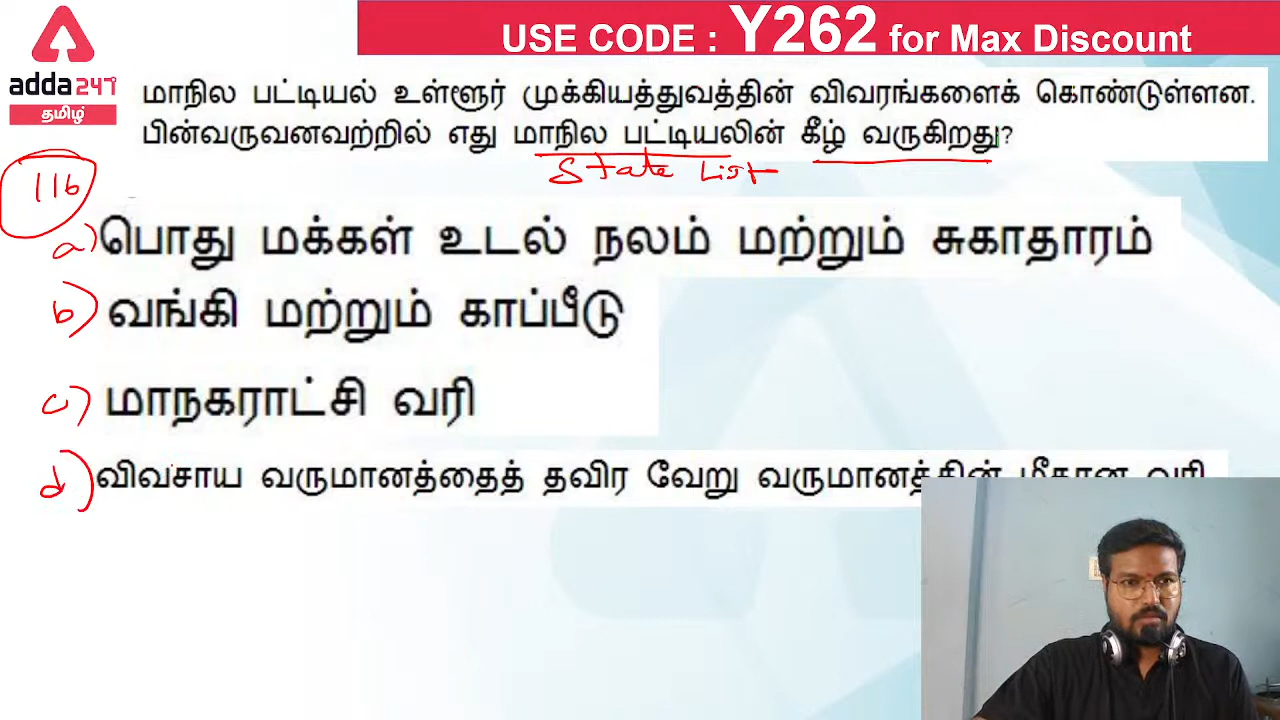 USE CODE : Y262 for Max Discount
adda247
தமிழ்
மாநில பட்டியல் உள்ளூர் முக்கியத்துவத்தின் விவரங்களைக் கொண்டுள்ளன.
பின்வருவனவற்றில் எது மாநில பட்டியலின் கீழ் வருகிறது?
State List
116
a) பொது மக்கள் உடல் நலம் மற்றும் சுகாதாரம்
b) வங்கி மற்றும் காப்பீடு
c) மாநகராட்சி வரி
d) விவசாய வருமானத்தைத் தவிர வேறு வருமானத்தின் மீதான வரி